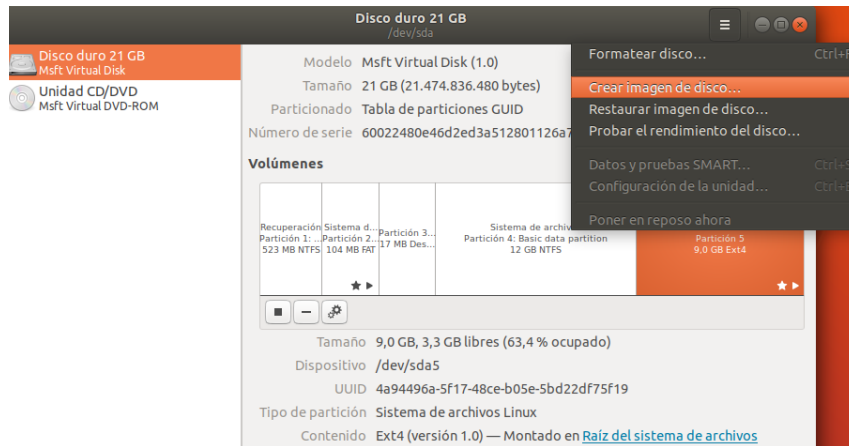 Disco duro 21 GB
/dev/sda
Disco duro 21 GB
Msft Virtual Disk
Unidad CD/DVD
Msft Virtual DVD-ROM
Modelo Msft Virtual Disk (1.0)
Tamaño 21 GB (21.474.836.480 bytes)
Particionado Tabla de particiones GUID
Número de serie 60022480e46d2ed3a512801126a7
Formatear disco... Ctrl+F
Crear imagen de disco...
Restaurar imagen de disco...
Probar el rendimiento del disco...
Datos y pruebas SMART... Ctrl+S
Configuración de la unidad... Ctrl+E
Poner en reposo ahora
Volúmenes
Recuperación
Partición 1: ...
523 MB NTFS
Sistema d...
Partición 2...
104 MB FAT
Partición 3...
17 MB Des...
Sistema de archiv
Partición 4: Basic data partition
12 GB NTFS
Partición 5
9,0 GB Ext4
Tamaño 9,0 GB, 3,3 GB libres (63,4 % ocupado)
Dispositivo /dev/sda5
UUID 4a94496a-5f17-48ce-b05e-5bd22df75f19
Tipo de partición Sistema de archivos Linux
Contenido Ext4 (versión 1.0) — Montado en Raíz del sistema de archivos